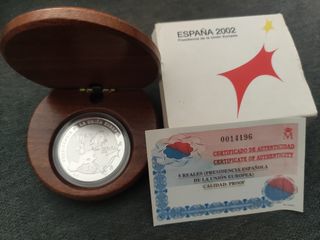 ESPAÑA 2002
Presidencia de la Unión Europea
0014196
CERTIFICADO DE AUTENTICIDAD
CERTIFICATE OF AUTHENTICITY
8 REALES (PRESIDENCIA ESPAÑOLA
DE LA UNIÓN EUROPEA)
CALIDAD: PROOF